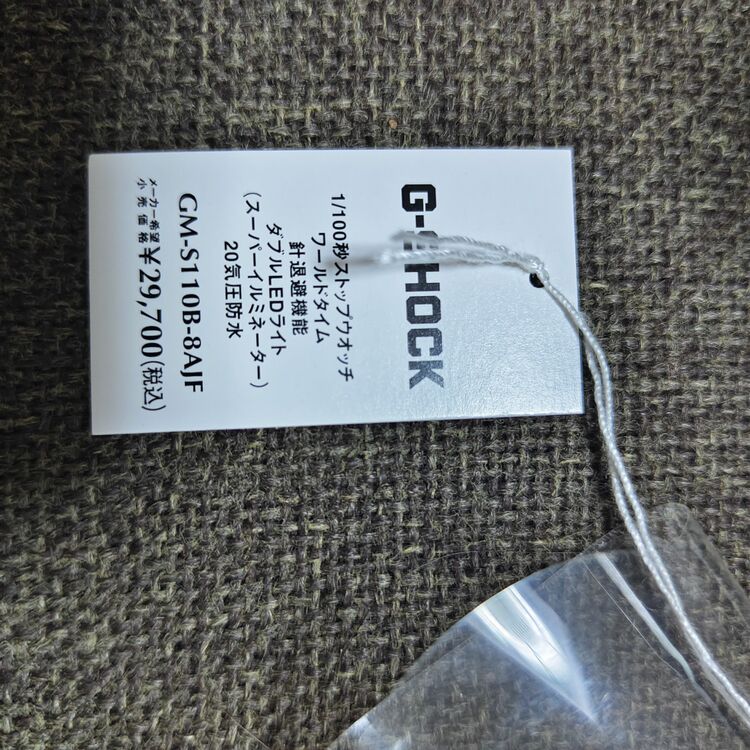 G-SHOCK
1/100秒ストップウオッチ
ワールドタイム
針退避機能
ダブルLEDライト
(スーパーイルミネーター)
20気圧防水
GM-S110B-8AJF
メーカー希望小売価格 ¥29,700(税込)